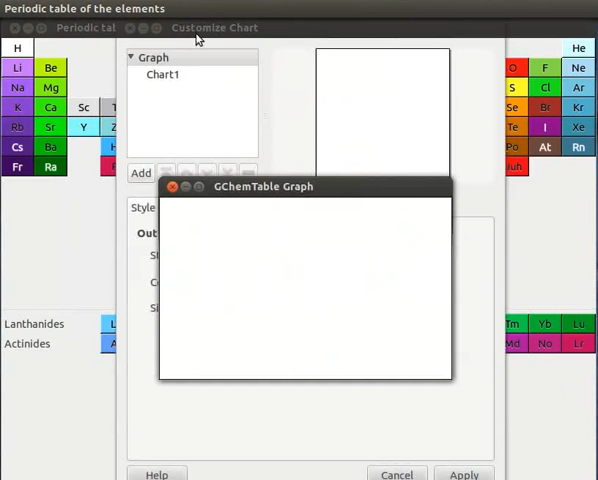 Periodic table of the elements
Periodic tal
Customize Chart
H
He
Li Be
O F Ne
Na Mg
S Cl Ar
K Ca Sc
Se Br Kr
Rb Sr Y
Te I Xe
Cs Ba
Po At Rn
Fr Ra
uuh
Graph
Chart1
Add
GChemTable Graph
Style
Out
Si
Lanthanides
Tm Yb Lu
Actinides
Md No Lr
Help
Cancel
Apply